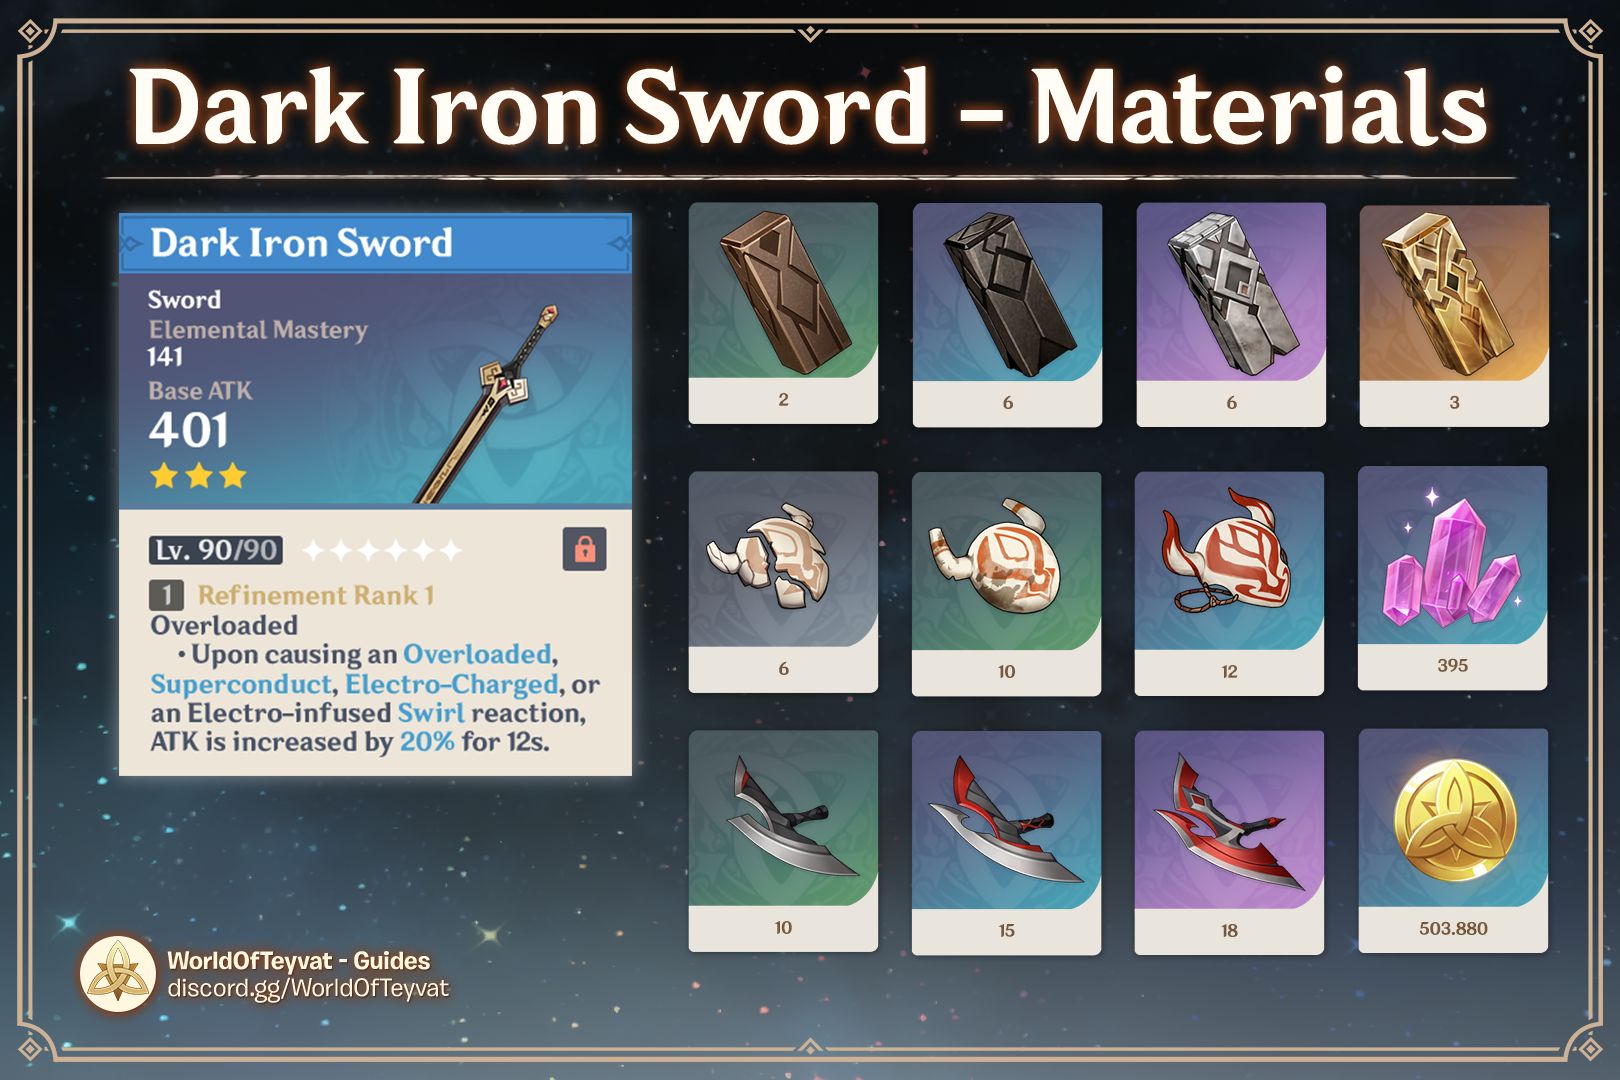 Dark Iron Sword – Materials
Dark Iron Sword
Sword
Elemental Mastery
141
Base ATK
401
Lv. 90/90
1 Refinement Rank 1
Overloaded
• Upon causing an Overloaded,
Superconduct, Electro-Charged, or
an Electro-infused Swirl reaction,
ATK is increased by 20% for 12s.
2
6
6
3
6
10
12
395
10
15
18
503.880
WorldOfTeyvat - Guides
discord.gg/WorldOfTeyvat